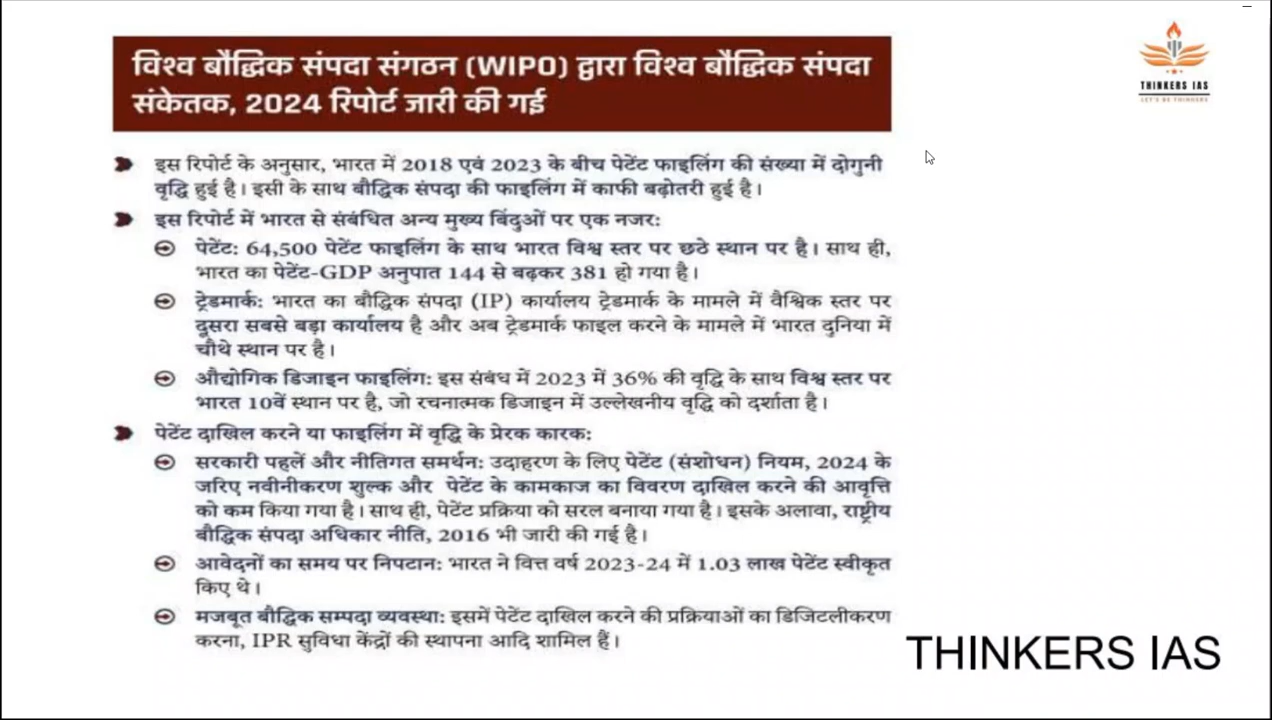 विश्व बौद्धिक संपदा संगठन (WIPO) द्वारा विश्व बौद्धिक संपदा
संकेतक, 2024 रिपोर्ट जारी की गई
THINKERS IAS
LET'S BE THINKERS
इस रिपोर्ट के अनुसार, भारत में 2018 एवं 2023 के बीच पेटेंट फाइलिंग की संख्या में दोगुनी
वृद्धि हुई है। इसी के साथ बौद्धिक संपदा की फाइलिंग में काफी बढ़ोतरी हुई है।
इस रिपोर्ट में भारत से संबंधित अन्य मुख्य बिंदुओं पर एक नजर:
पेटेंट: 64,500 पेटेंट फाइलिंग के साथ भारत विश्व स्तर पर छठे स्थान पर है। साथ ही,
भारत का पेटेंट-GDP अनुपात 144 से बढ़कर 381 हो गया है।
ट्रेडमार्क: भारत का बौद्धिक संपदा (IP) कार्यालय ट्रेडमार्क के मामले में वैश्विक स्तर पर
दूसरा सबसे बड़ा कार्यालय है और अब ट्रेडमार्क फाइल करने के मामले में भारत दुनिया में
चौथे स्थान पर है।
औद्योगिक डिजाइन फाइलिंग: इस संबंध में 2023 में 36% की वृद्धि के साथ विश्व स्तर पर
भारत 10वें स्थान पर है, जो रचनात्मक डिजाइन में उल्लेखनीय वृद्धि को दर्शाता है।
पेटेंट दाखिल करने या फाइलिंग में वृद्धि के प्रेरक कारक:
सरकारी पहलें और नीतिगत समर्थन: उदाहरण के लिए पेटेंट (संशोधन) नियम, 2024 के
जरिए नवीनीकरण शुल्क और पेटेंट के कामकाज का विवरण दाखिल करने की आवृत्ति
को कम किया गया है। साथ ही, पेटेंट प्रक्रिया को सरल बनाया गया है। इसके अलावा, राष्ट्रीय
बौद्धिक संपदा अधिकार नीति, 2016 भी जारी की गई है।
आवेदनों का समय पर निपटान: भारत ने वित्त वर्ष 2023-24 में 1.03 लाख पेटेंट स्वीकृत
किए थे।
मजबूत बौद्धिक सम्पदा व्यवस्था: इसमें पेटेंट दाखिल करने की प्रक्रियाओं का डिजिटलीकरण
करना, IPR सुविधा केंद्रों की स्थापना आदि शामिल हैं।
THINKERS IAS